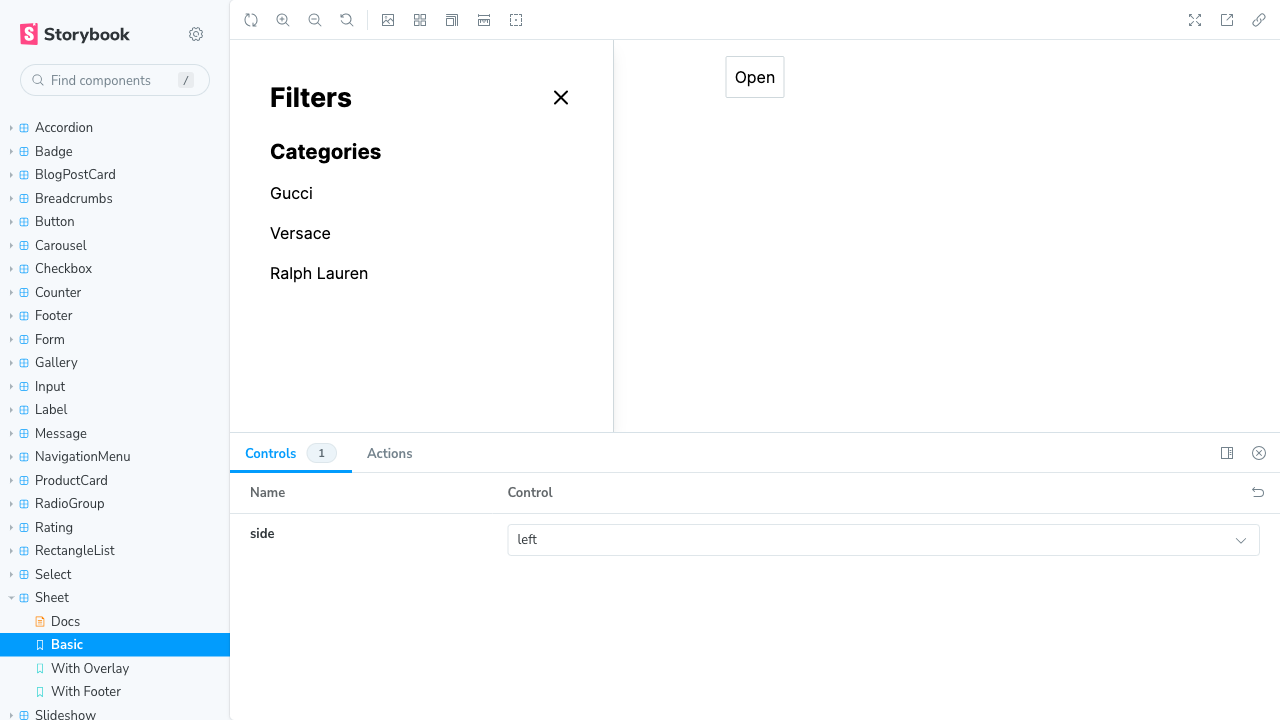 Storybook
Find components /
Accordion
Badge
BlogPostCard
Breadcrumbs
Button
Carousel
Checkbox
Counter
Footer
Form
Gallery
Input
Label
Message
NavigationMenu
ProductCard
RadioGroup
Rating
RectangleList
Select
Sheet
Docs
Basic
With Overlay
With Footer
Slideshow
Filters
Categories
Gucci
Versace
Ralph Lauren
Open
Controls 1 Actions
Name Control
side left